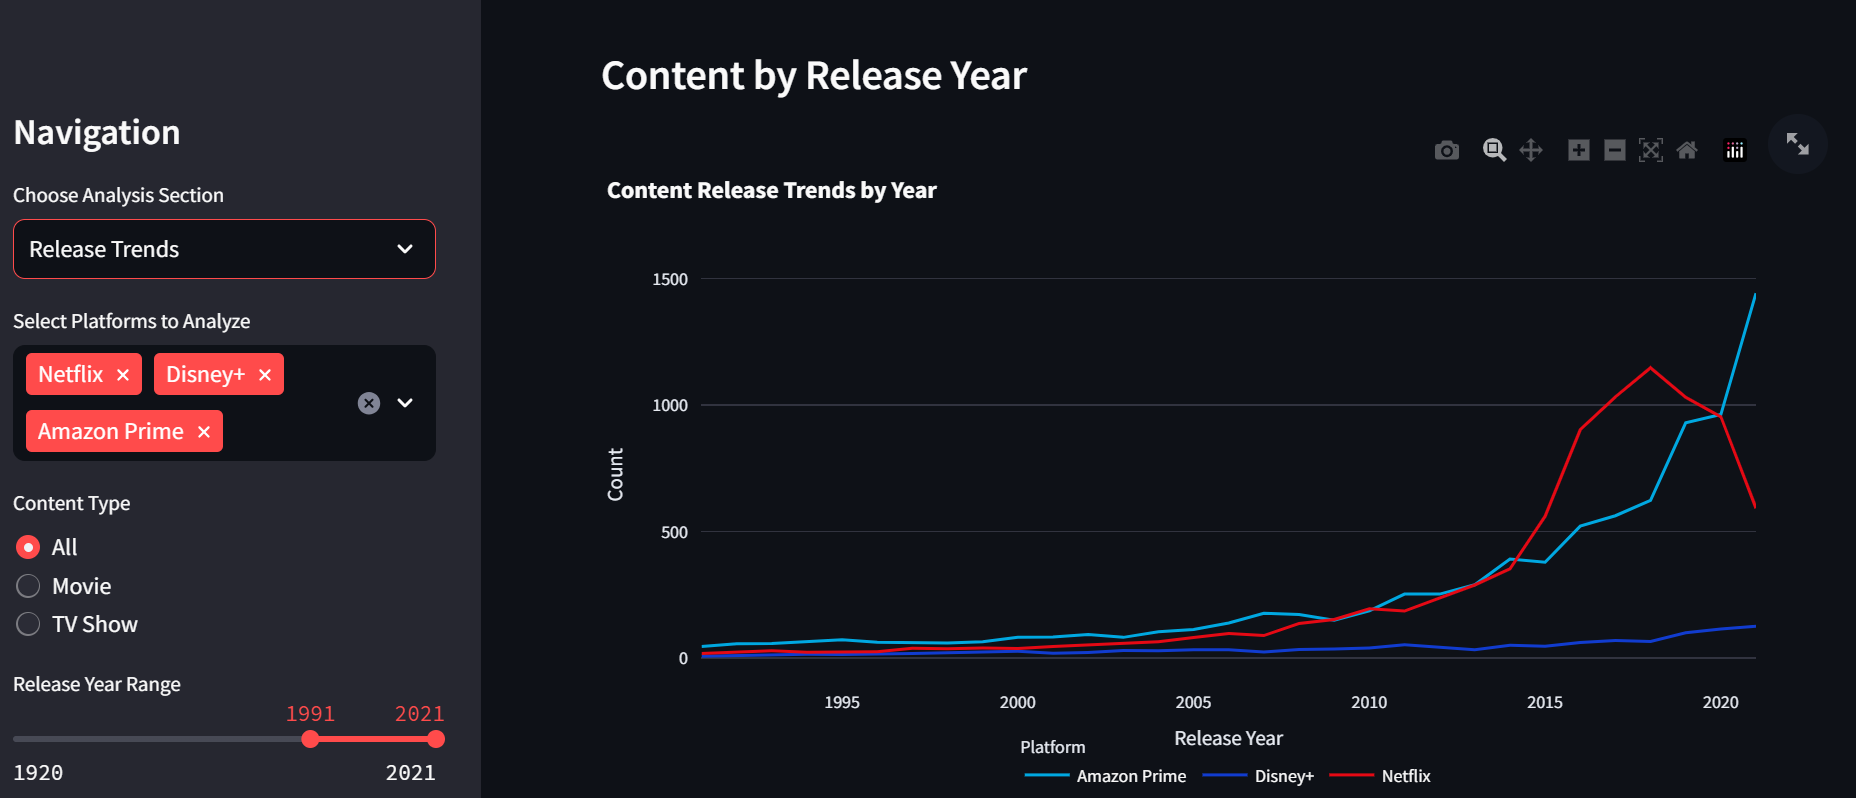 Navigation
Choose Analysis Section
Release Trends
Select Platforms to Analyze
Netflix
Disney+
Amazon Prime
Content Type
All
Movie
TV Show
Release Year Range
1991 2021
1920 2021
Content by Release Year
Content Release Trends by Year
1500
1000
500
0
Count
1995 2000 2005 2010 2015 2020
Release Year
Platform
Amazon Prime Disney+ Netflix